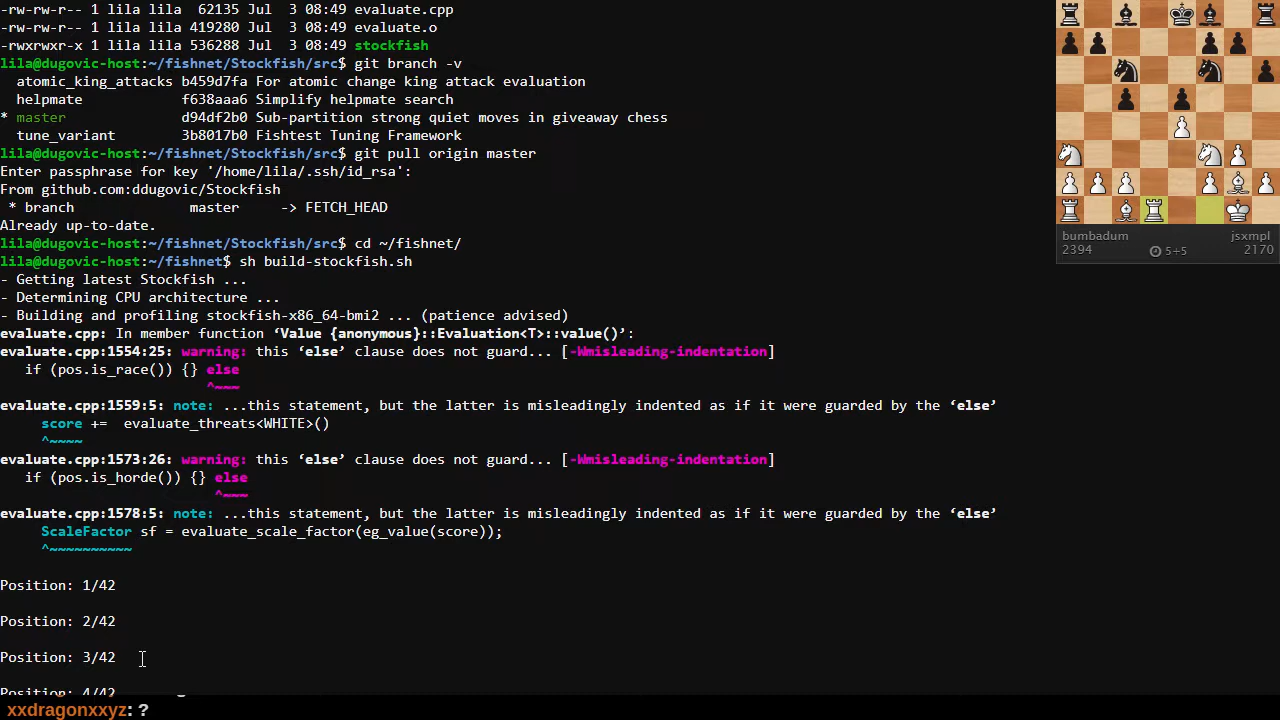 -rw-rw-r-- 1 lila lila  62135 Jul  3 08:49 evaluate.cpp
-rw-rw-r-- 1 lila lila 419280 Jul  3 08:49 evaluate.o
-rwxrwxr-x 1 lila lila 536288 Jul  3 08:49 stockfish
lila@dugovic-host:~/fishnet/Stockfish/src$ git branch -v
  atomic_king_attacks b459d7fa For atomic change king attack evaluation
  helpmate            f638aaa6 Simplify helpmate search
* master              d94df2b0 Sub-partition strong quiet moves in giveaway chess
  tune_variant        3b8017b0 Fishtest Tuning Framework
lila@dugovic-host:~/fishnet/Stockfish/src$ git pull origin master
Enter passphrase for key '/home/lila/.ssh/id_rsa':
From github.com:ddugovic/Stockfish
 * branch            master     -> FETCH_HEAD
Already up-to-date.
lila@dugovic-host:~/fishnet/Stockfish/src$ cd ~/fishnet/
lila@dugovic-host:~/fishnet$ sh build-stockfish.sh
- Getting latest Stockfish ...
- Determining CPU architecture ...
- Building and profiling stockfish-x86_64-bmi2 ... (patience advised)
evaluate.cpp: In member function ‘Value {anonymous}::Evaluation<T>::value()’:
evaluate.cpp:1554:25: warning: this ‘else’ clause does not guard... [-Wmisleading-indentation]
   if (pos.is_race()) {} else
                         ^~~~
evaluate.cpp:1559:5: note: ...this statement, but the latter is misleadingly indented as if it were guarded by the ‘else’
     score +=  evaluate_threats<WHITE>()
     ^~~~~
evaluate.cpp:1573:26: warning: this ‘else’ clause does not guard... [-Wmisleading-indentation]
   if (pos.is_horde()) {} else
                          ^~~~
evaluate.cpp:1578:5: note: ...this statement, but the latter is misleadingly indented as if it were guarded by the ‘else’
     ScaleFactor sf = evaluate_scale_factor(eg_value(score));
     ^~~~~~~~~~~
Position: 1/42
Position: 2/42
Position: 3/42
Position: 4/42
xxdragonxxyz: ?
bumbadum jsxmpl
2394 5+5 2170